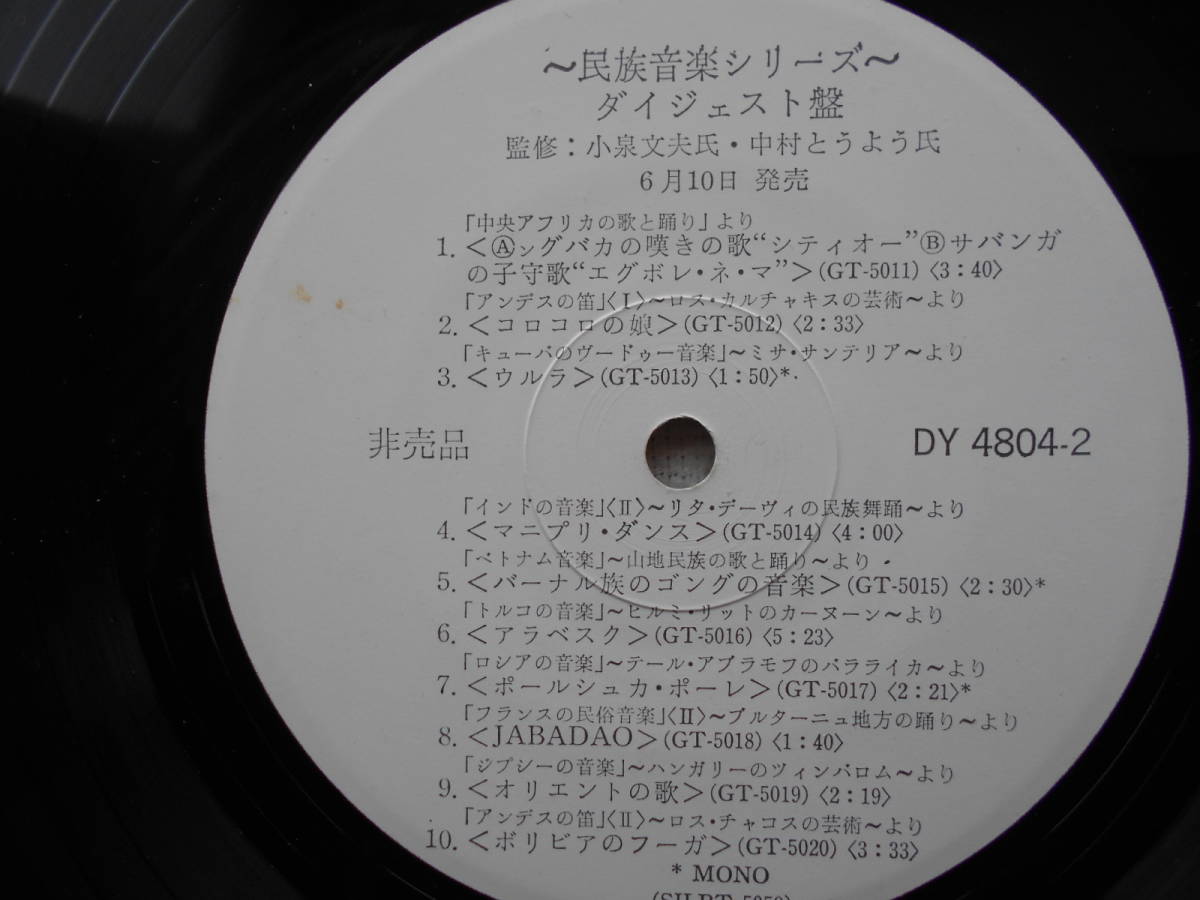 ～民族音楽シリーズ～
ダイジェスト盤
監修：小泉文夫氏・中村とうよう氏
6月10日 発売
「中央アフリカの歌と踊り」より
1.＜Ⓐングバカの嘆きの歌“シティオー”Ⓑサバンガ
の子守歌“エグボレ・ネ・マ”＞(GT-5011)〈3：40〉
「アンデスの笛」〈Ⅰ〉～ロス・カルチャキスの芸術～より
2.＜コロコロの娘＞(GT-5012)〈2：33〉
「キューバのヴードゥー音楽」～ミサ・サンテリア～より
3.＜ウルラ＞(GT-5013)〈1：50〉*
非売品
DY 4804-2
「インドの音楽」〈Ⅱ〉～リタ・デーヴィの民族舞踊～より
4.＜マニプリ・ダンス＞(GT-5014)〈4：00〉
「ベトナム音楽」～山地民族の歌と踊り～より
5.＜バーナル族のゴングの音楽＞(GT-5015)〈2：30〉*
「トルコの音楽」～ヒルミ・リットのカーヌーン～より
6.＜アラベスク＞(GT-5016)〈5：23〉
「ロシアの音楽」～テール・アブラモフのバラライカ～より
7.＜ポールシュカ・ポーレ＞(GT-5017)〈2：21〉*
「フランスの民俗音楽」〈Ⅱ〉～ブルターニュ地方の踊り～より
8.＜JABADAO＞(GT-5018)〈1：40〉
「ジプシーの音楽」～ハンガリーのツィンバロム～より
9.＜オリエントの歌＞(GT-5019)〈2：19〉
「アンデスの笛」〈Ⅱ〉～ロス・チャコスの芸術～より
10.＜ボリビアのフーガ＞(GT-5020)〈3：33〉
* MONO